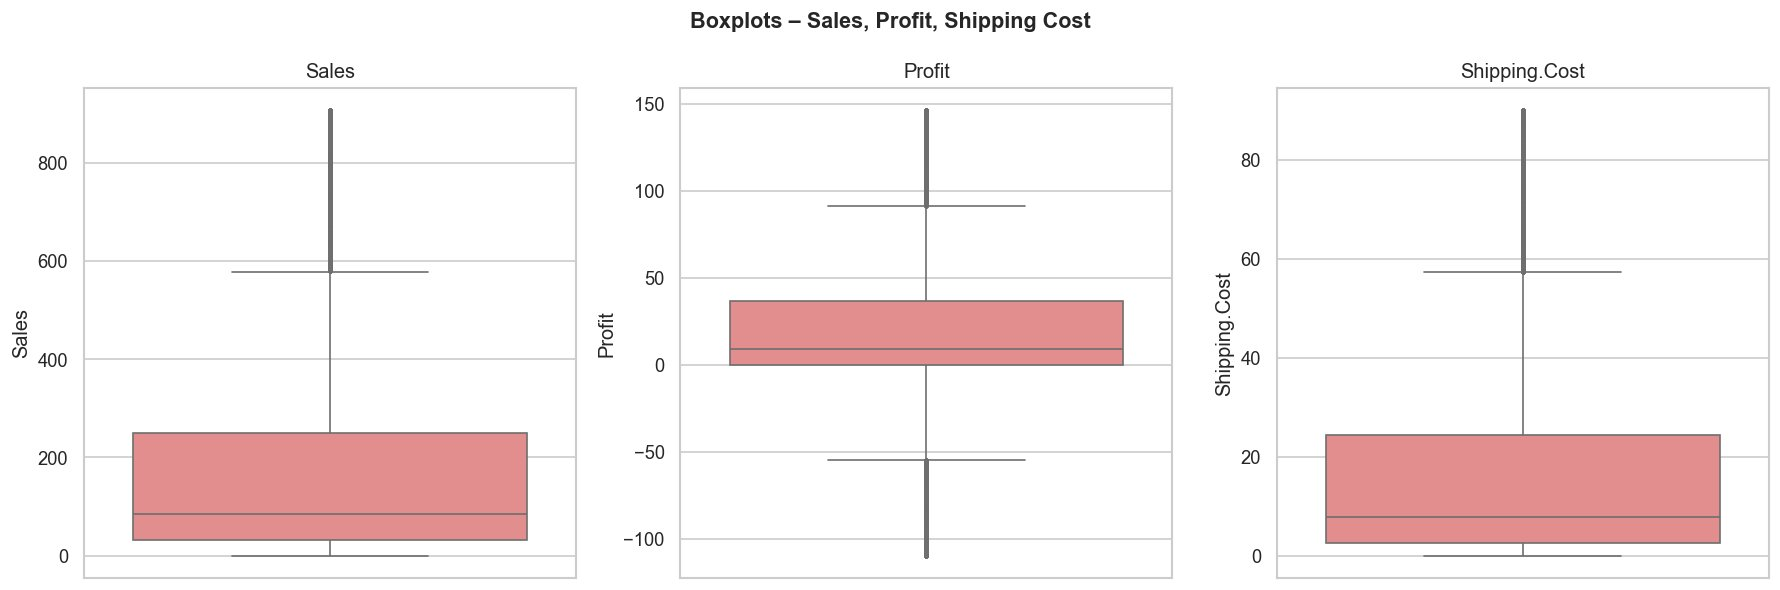 Boxplots – Sales, Profit, Shipping Cost
Sales
800
600
400
200
0
Sales
Profit
150
100
50
0
−50
−100
Profit
Shipping.Cost
80
60
40
20
0
Shipping.Cost